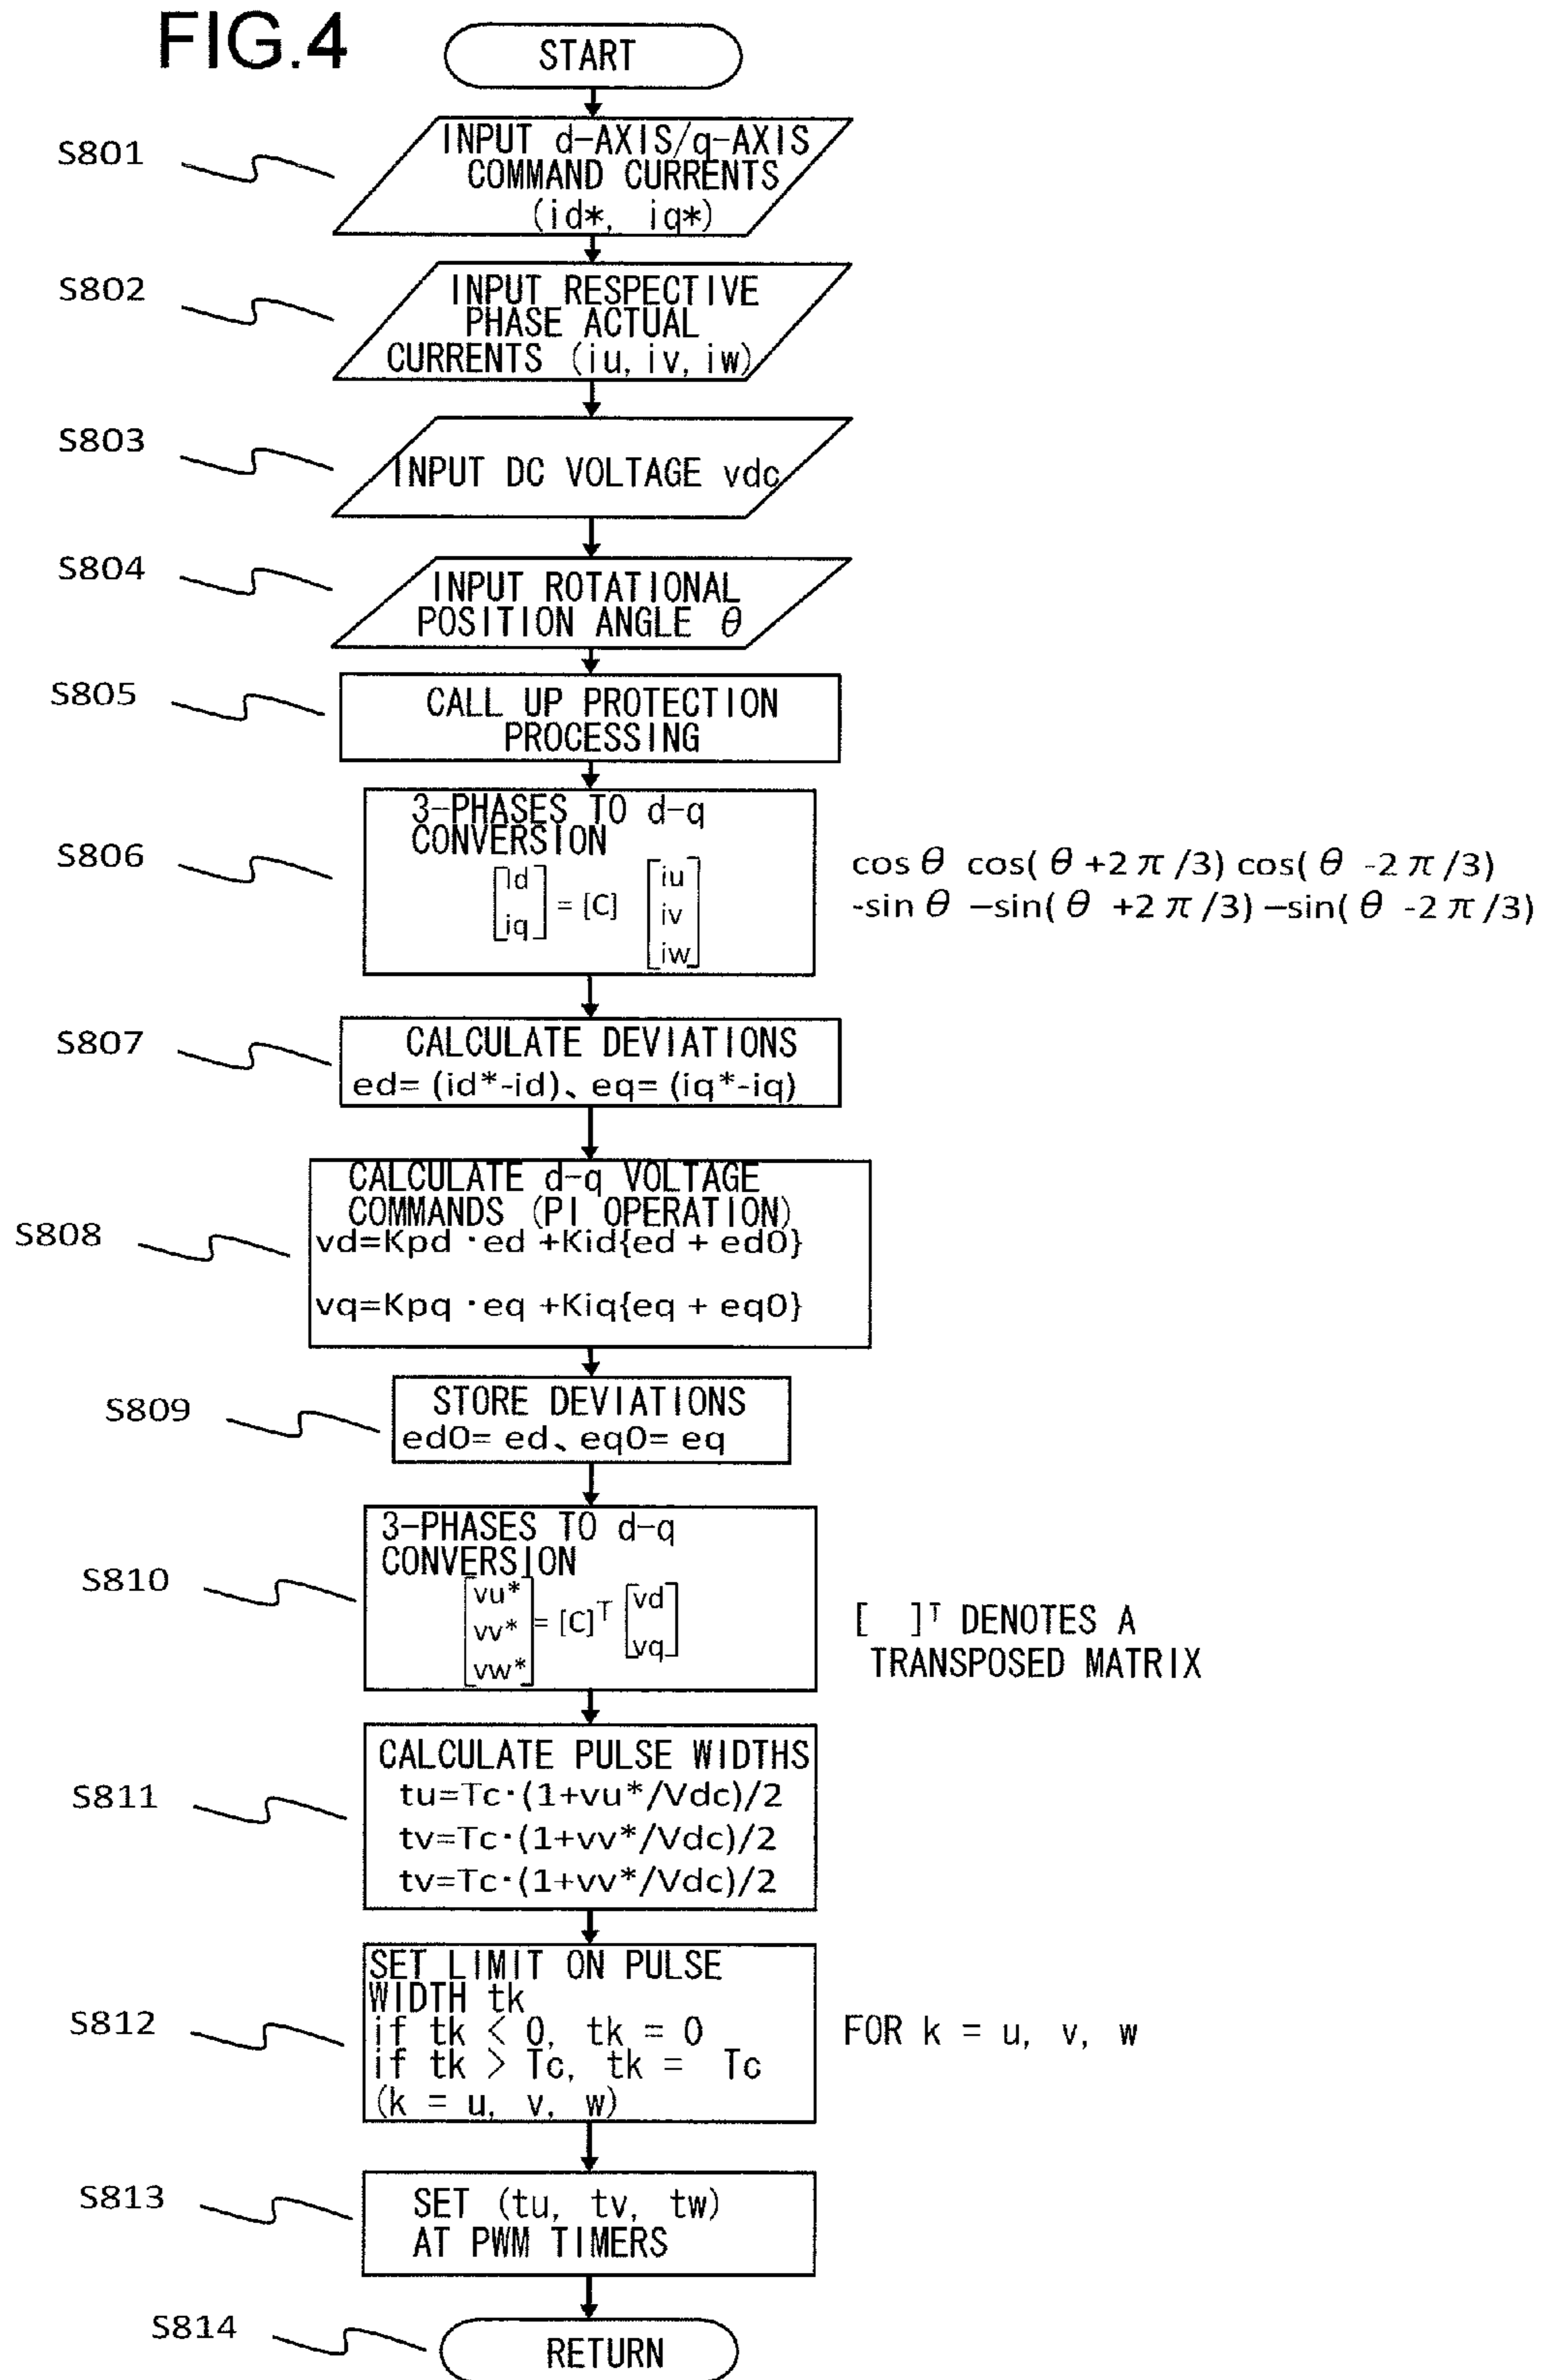 FIG.4
START
S801
INPUT d-AXIS/q-AXIS
COMMAND CURRENTS
(id*, iq*)
S802
INPUT RESPECTIVE
PHASE ACTUAL
CURRENTS (iu, iv, iw)
S803
INPUT DC VOLTAGE vdc
S804
INPUT ROTATIONAL
POSITION ANGLE θ
S805
CALL UP PROTECTION
PROCESSING
S806
3-PHASES TO d-q
CONVERSION
[id iq] = [C] [iu iv iw]
cos θ cos( θ +2 π /3) cos( θ -2 π /3)
-sin θ −sin( θ +2 π /3) −sin( θ -2 π /3)
S807
CALCULATE DEVIATIONS
ed= (id*-id)、eq= (iq*-iq)
S808
CALCULATE d-q VOLTAGE
COMMANDS (PI OPERATION)
vd=Kpd ·ed +Kid{ed + ed0}
vq=Kpq ·eq +Kiq{eq + eq0}
S809
STORE DEVIATIONS
ed0= ed、eq0= eq
S810
3-PHASES TO d-q
CONVERSION
[vu* vv* vw*] = [C]T [vd vq]
[ ]T DENOTES A
TRANSPOSED MATRIX
S811
CALCULATE PULSE WIDTHS
tu=Tc·(1+vu*/Vdc)/2
tv=Tc·(1+vv*/Vdc)/2
tv=Tc·(1+vv*/Vdc)/2
S812
SET LIMIT ON PULSE
WIDTH tk
if tk < 0, tk = 0
if tk > Tc, tk = Tc
(k = u, v, w)
FOR k = u, v, w
S813
SET (tu, tv, tw)
AT PWM TIMERS
S814
RETURN